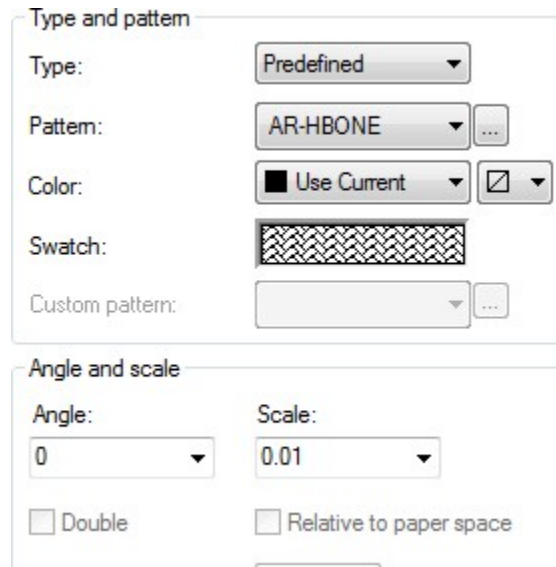 Type and pattern
Type: Predefined
Pattern: AR-HBONE ...
Color: Use Current
Swatch:
Custom pattern: ...
Angle and scale
Angle: Scale:
0 0.01
Double Relative to paper space